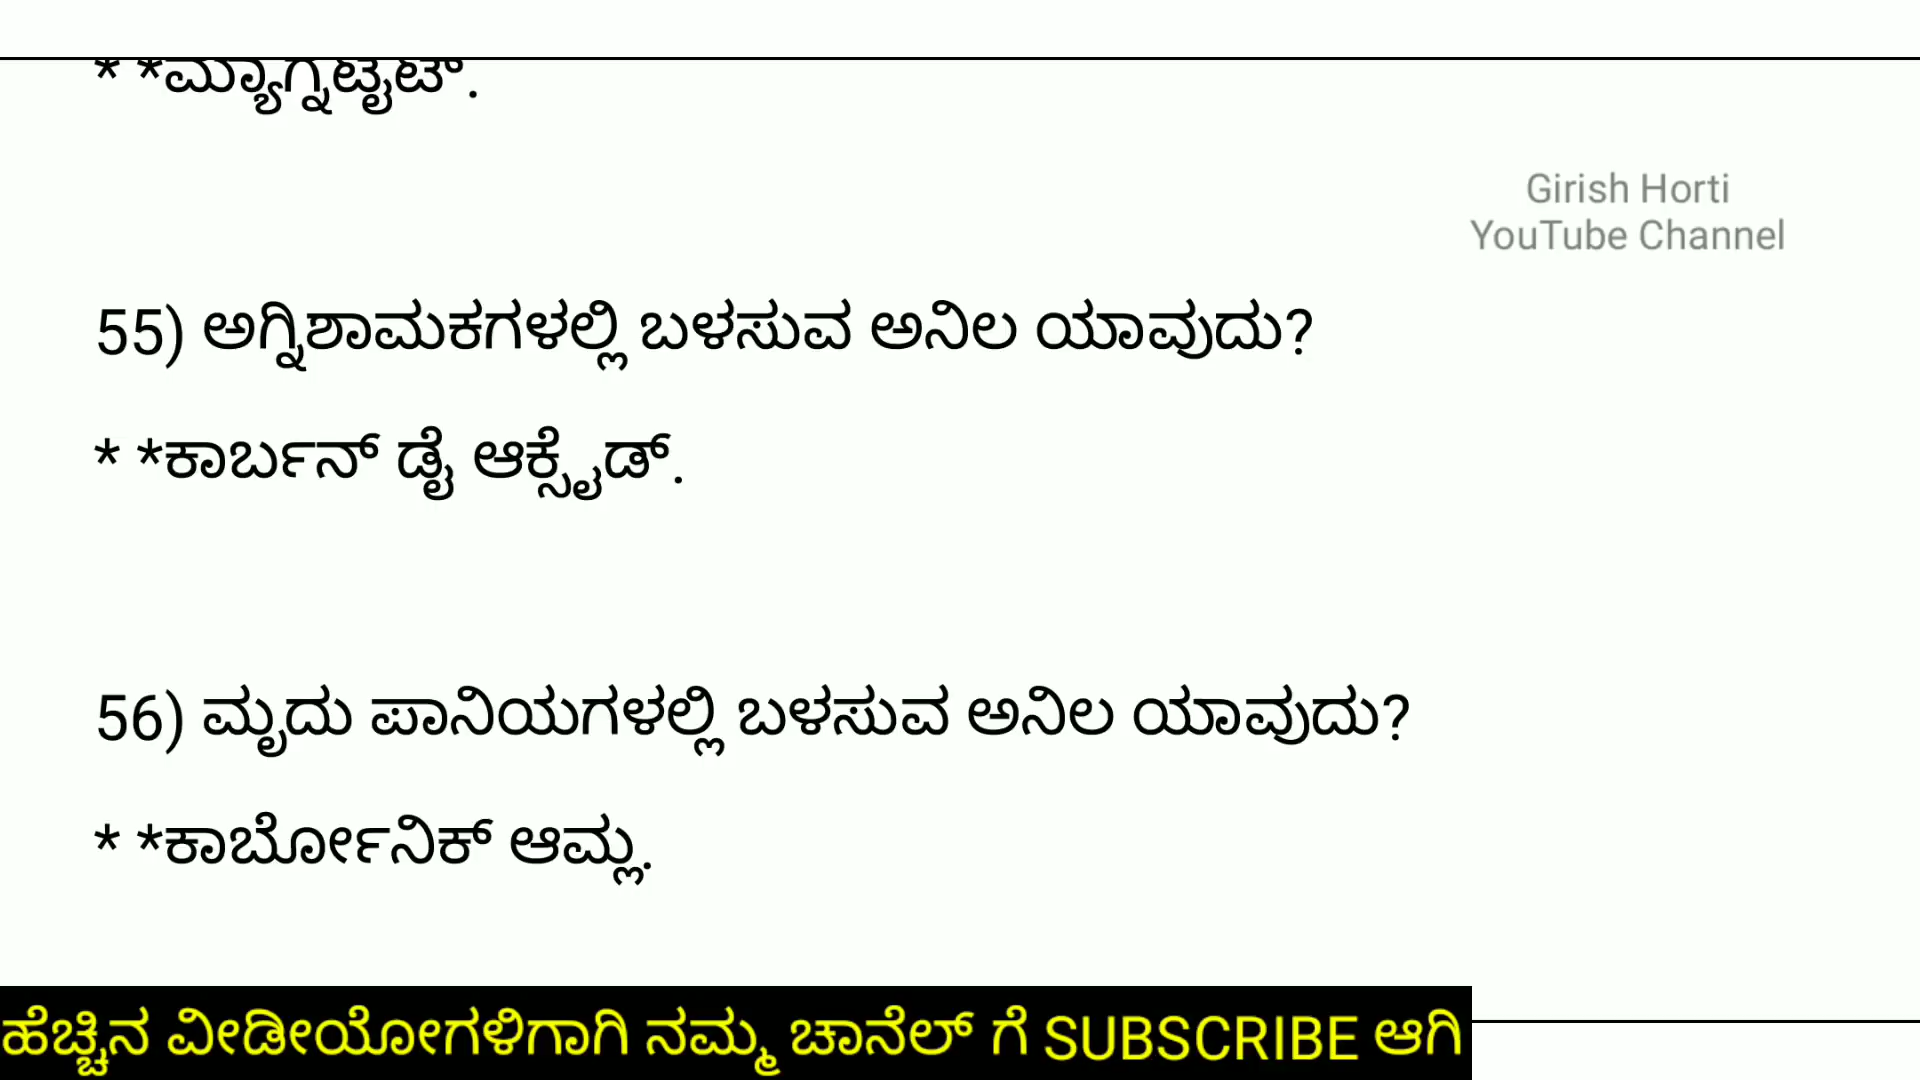 * *ಮ್ಯಾಗ್ನಟೈಟ್.
Girish Horti
YouTube Channel
55) ಅಗ್ನಿಶಾಮಕಗಳಲ್ಲಿ ಬಳಸುವ ಅನಿಲ ಯಾವುದು?
* *ಕಾರ್ಬನ್ ಡೈ ಆಕ್ಸೈಡ್.
56) ಮೃದು ಪಾನಿಯಗಳಲ್ಲಿ ಬಳಸುವ ಅನಿಲ ಯಾವುದು?
* *ಕಾರ್ಬೋನಿಕ್ ಆಮ್ಲ.
ಹೆಚ್ಚಿನ ವೀಡೀಯೋಗಳಿಗಾಗಿ ನಮ್ಮ ಚಾನೆಲ್ ಗೆ SUBSCRIBE ಆಗಿ